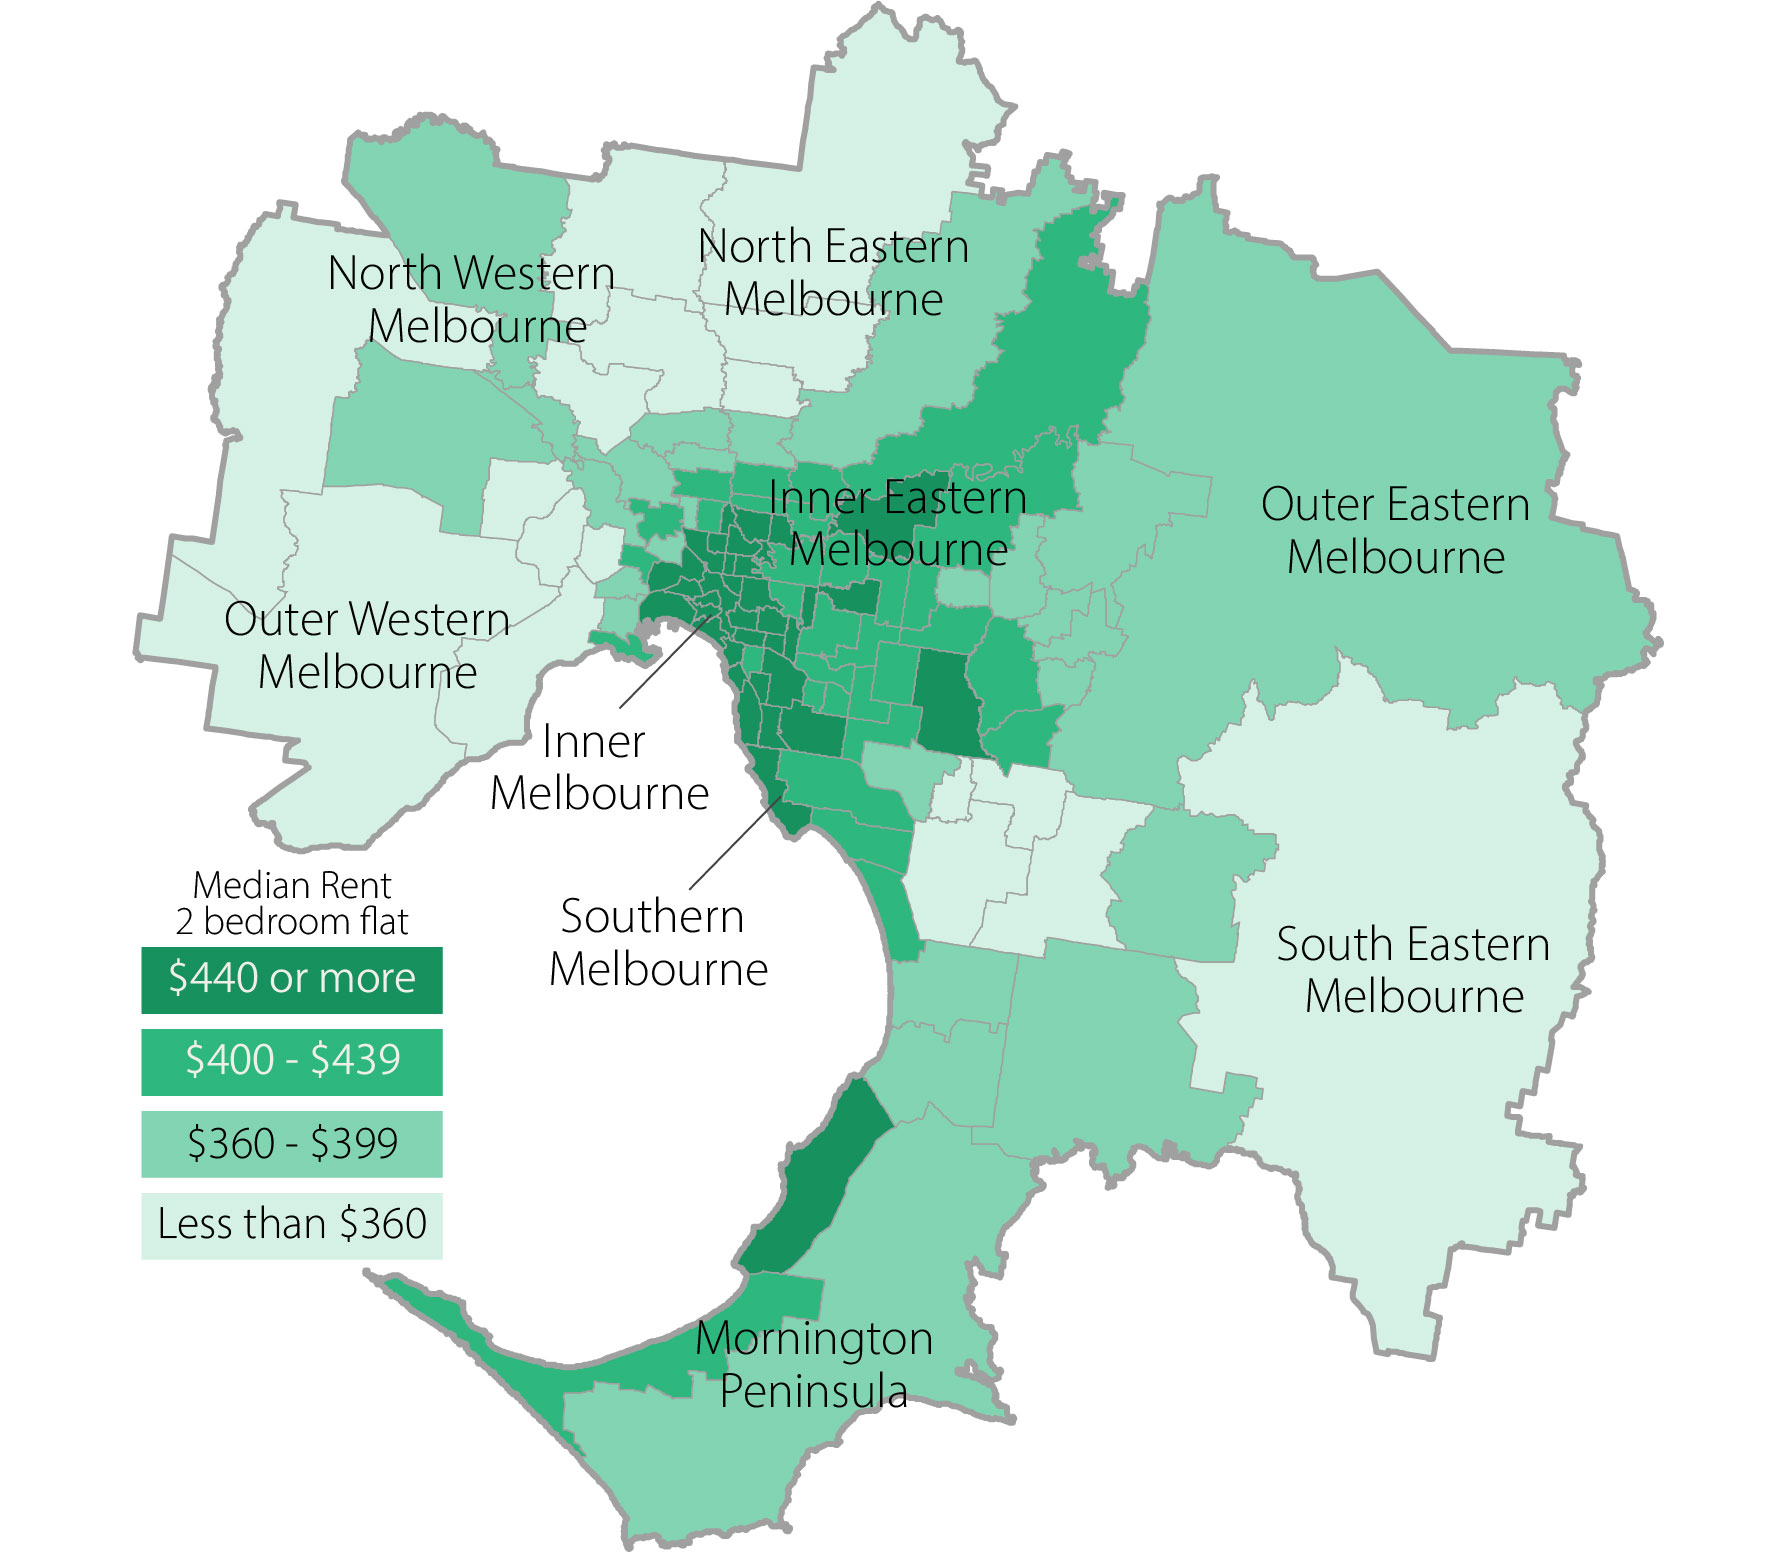 North Eastern
Melbourne
North Western
Melbourne
Inner Eastern
Melbourne
Outer Eastern
Melbourne
Outer Western
Melbourne
Inner
Melbourne
Southern
Melbourne
South Eastern
Melbourne
Mornington
Peninsula
Median Rent
2 bedroom flat
$440 or more
$400 - $439
$360 - $399
Less than $360